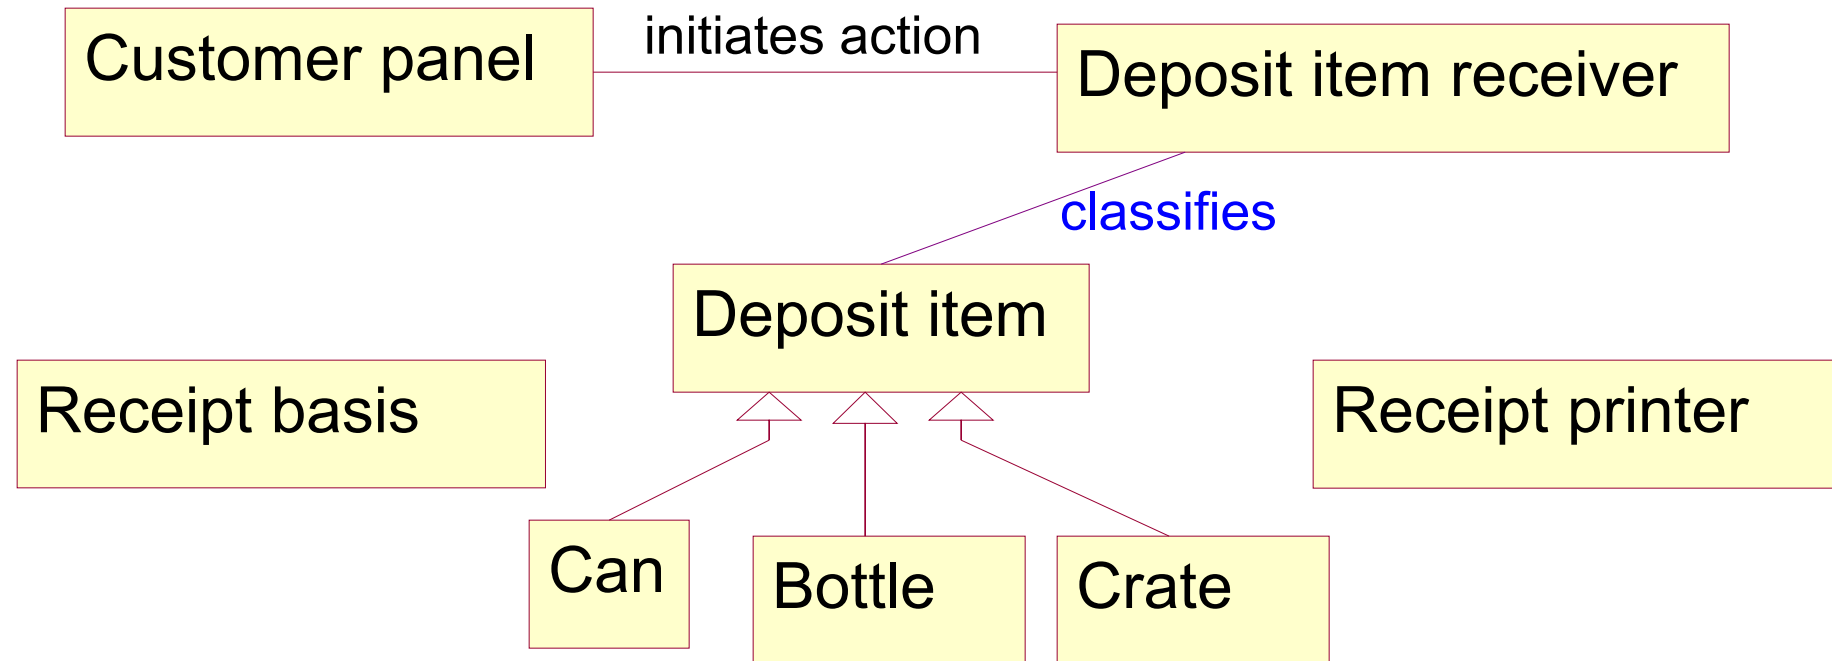 Customer panel
initiates action
Deposit item receiver
classifies
Deposit item
Receipt basis
Receipt printer
Can
Bottle
Crate